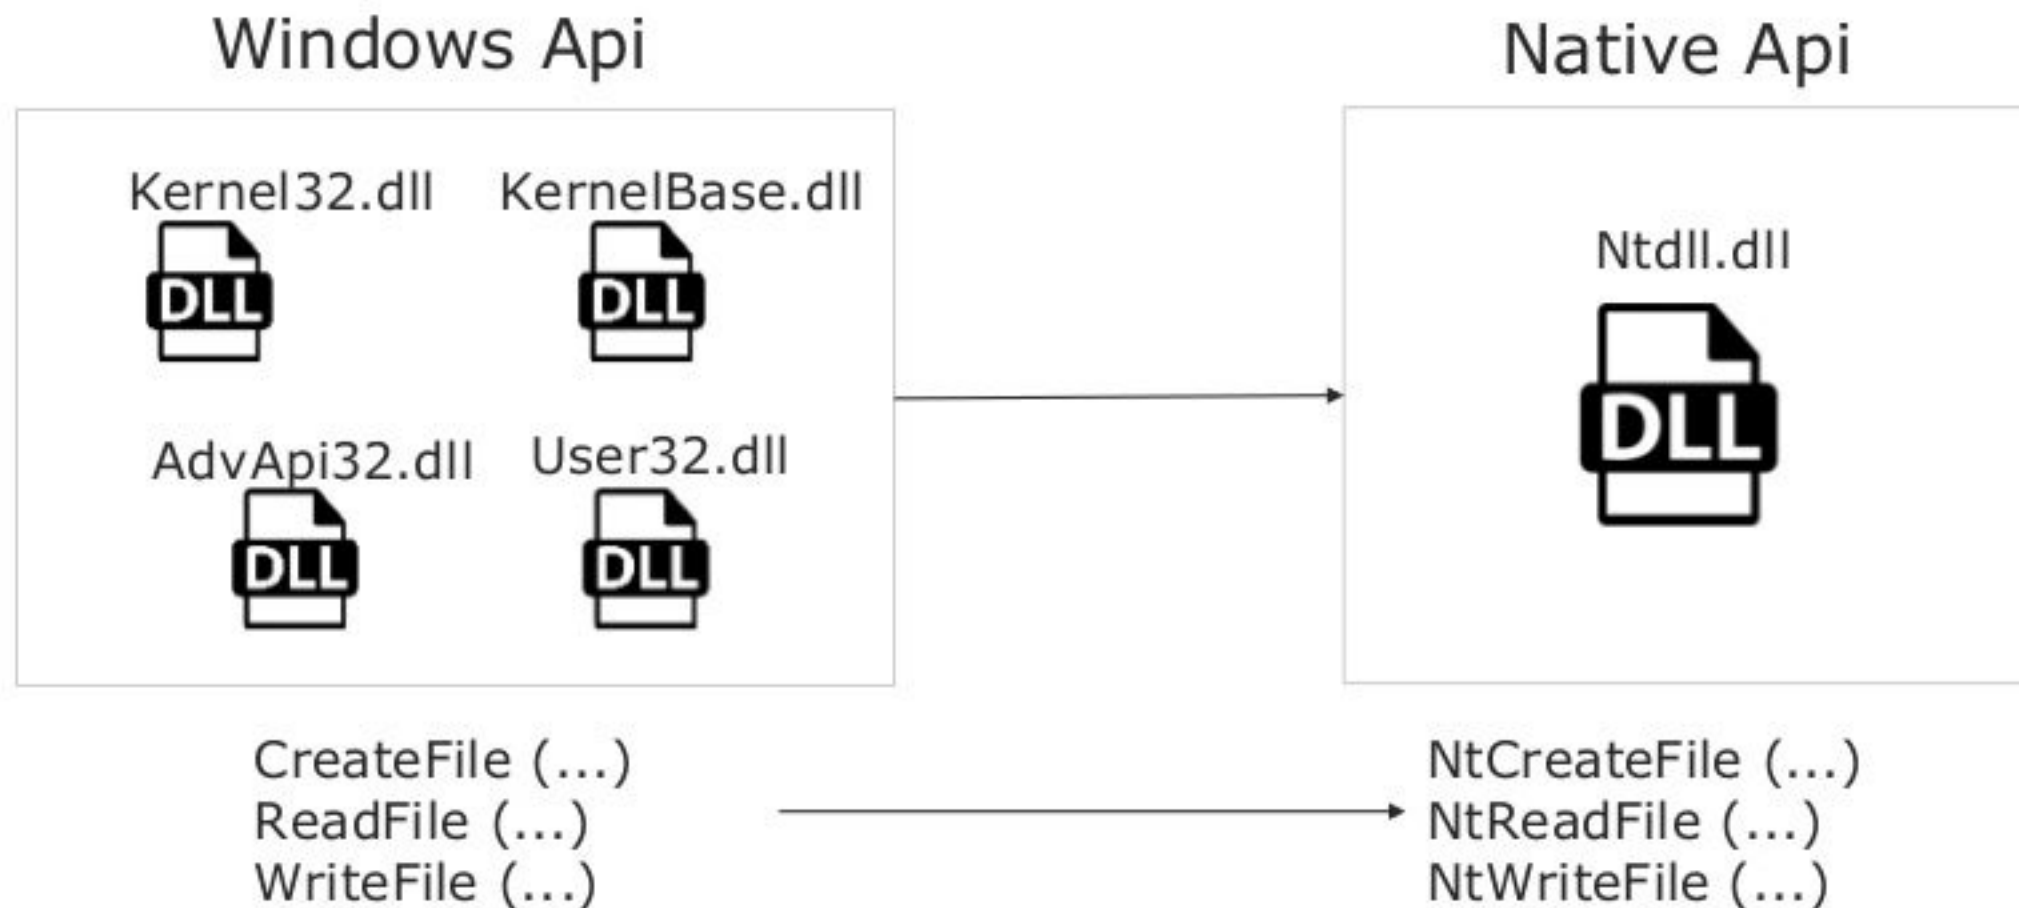 Windows Api
Native Api
Kernel32.dll
KernelBase.dll
DLL
DLL
AdvApi32.dll
User32.dll
DLL
DLL
Ntdll.dll
DLL
CreateFile (...)
ReadFile (...)
WriteFile (...)
NtCreateFile (...)
NtReadFile (...)
NtWriteFile (...)